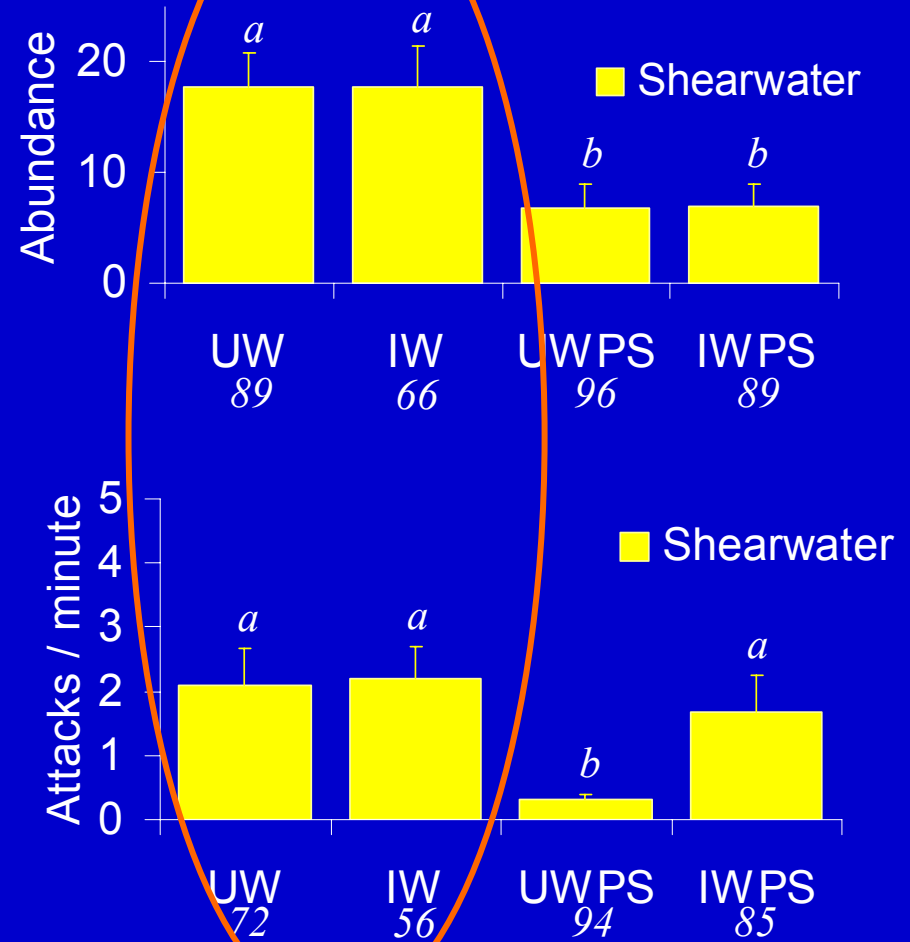 Abundance
20
10
0
a
a
b
b
Shearwater
UW
IW
UWPS
IWPS
89
66
96
89
Attacks / minute
5
4
3
2
1
0
a
a
b
a
Shearwater
UW
IW
UWPS
IWPS
72
56
94
85